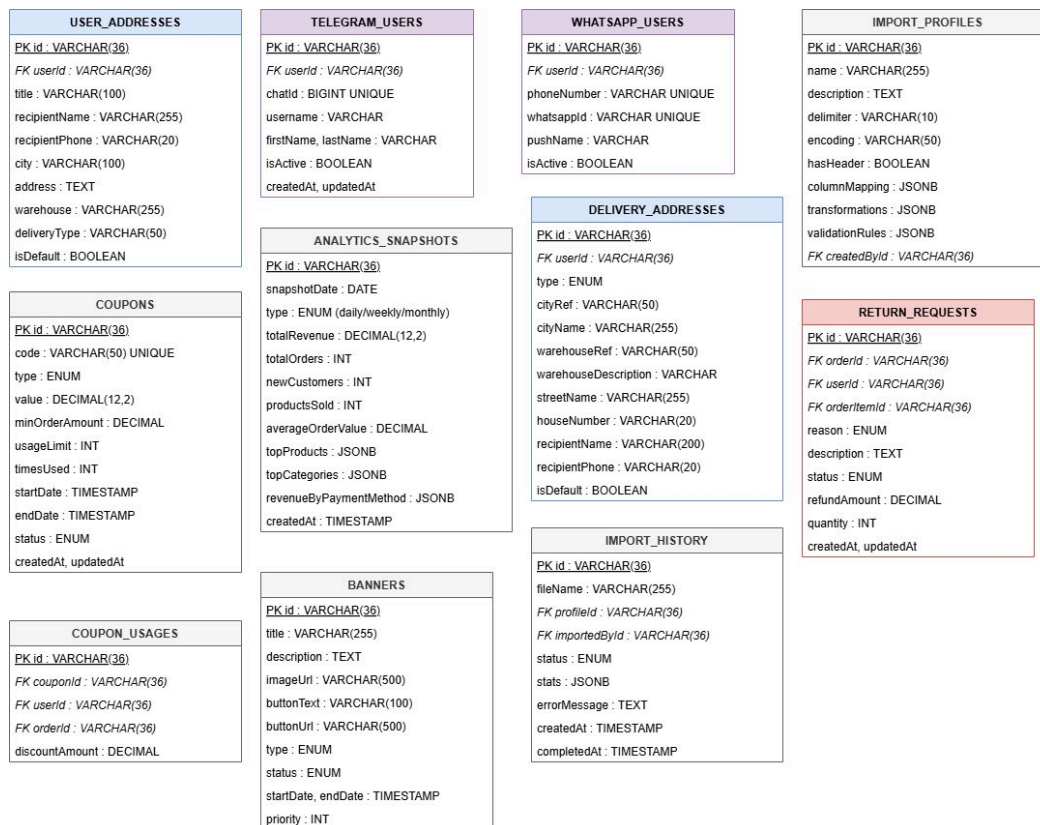 USER_ADDRESSES
PK id : VARCHAR(36)
FK userId : VARCHAR(36)
title : VARCHAR(100)
recipientName : VARCHAR(255)
recipientPhone : VARCHAR(20)
city : VARCHAR(100)
address : TEXT
warehouse : VARCHAR(255)
deliveryType : VARCHAR(50)
isDefault : BOOLEAN
TELEGRAM_USERS
PK id : VARCHAR(36)
FK userId : VARCHAR(36)
chatId : BIGINT UNIQUE
username : VARCHAR
firstName, lastName : VARCHAR
isActive : BOOLEAN
createdAt, updatedAt
WHATSAPP_USERS
PK id : VARCHAR(36)
FK userId : VARCHAR(36)
phoneNumber : VARCHAR UNIQUE
whatsappId : VARCHAR UNIQUE
pushName : VARCHAR
isActive : BOOLEAN
IMPORT_PROFILES
PK id : VARCHAR(36)
name : VARCHAR(255)
description : TEXT
delimiter : VARCHAR(10)
encoding : VARCHAR(50)
hasHeader : BOOLEAN
columnMapping : JSONB
transformations : JSONB
validationRules : JSONB
FK createdById : VARCHAR(36)
COUPONS
PK id : VARCHAR(36)
code : VARCHAR(50) UNIQUE
type : ENUM
value : DECIMAL(12,2)
minOrderAmount : DECIMAL
usageLimit : INT
timesUsed : INT
startDate : TIMESTAMP
endDate : TIMESTAMP
status : ENUM
createdAt, updatedAt
ANALYTICS_SNAPSHOTS
PK id : VARCHAR(36)
snapshotDate : DATE
type : ENUM (daily/weekly/monthly)
totalRevenue : DECIMAL(12,2)
totalOrders : INT
newCustomers : INT
productsSold : INT
averageOrderValue : DECIMAL
topProducts : JSONB
topCategories : JSONB
revenueByPaymentMethod : JSONB
createdAt : TIMESTAMP
DELIVERY_ADDRESSES
PK id : VARCHAR(36)
FK userId : VARCHAR(36)
type : ENUM
cityRef : VARCHAR(50)
cityName : VARCHAR(255)
warehouseRef : VARCHAR(50)
warehouseDescription : VARCHAR
streetName : VARCHAR(255)
houseNumber : VARCHAR(20)
recipientName : VARCHAR(200)
recipientPhone : VARCHAR(20)
isDefault : BOOLEAN
RETURN_REQUESTS
PK id : VARCHAR(36)
FK orderId : VARCHAR(36)
FK userId : VARCHAR(36)
FK orderItemId : VARCHAR(36)
reason : ENUM
description : TEXT
status : ENUM
refundAmount : DECIMAL
quantity : INT
createdAt, updatedAt
COUPON_USAGES
PK id : VARCHAR(36)
FK couponId : VARCHAR(36)
FK userId : VARCHAR(36)
FK orderId : VARCHAR(36)
discountAmount : DECIMAL
BANNERS
PK id : VARCHAR(36)
title : VARCHAR(255)
description : TEXT
imageUrl : VARCHAR(500)
buttonText : VARCHAR(100)
buttonUrl : VARCHAR(500)
type : ENUM
status : ENUM
startDate, endDate : TIMESTAMP
priority : INT
IMPORT_HISTORY
PK id : VARCHAR(36)
fileName : VARCHAR(255)
FK profileId : VARCHAR(36)
FK importedById : VARCHAR(36)
status : ENUM
stats : JSONB
errorMessage : TEXT
createdAt : TIMESTAMP
completedAt : TIMESTAMP